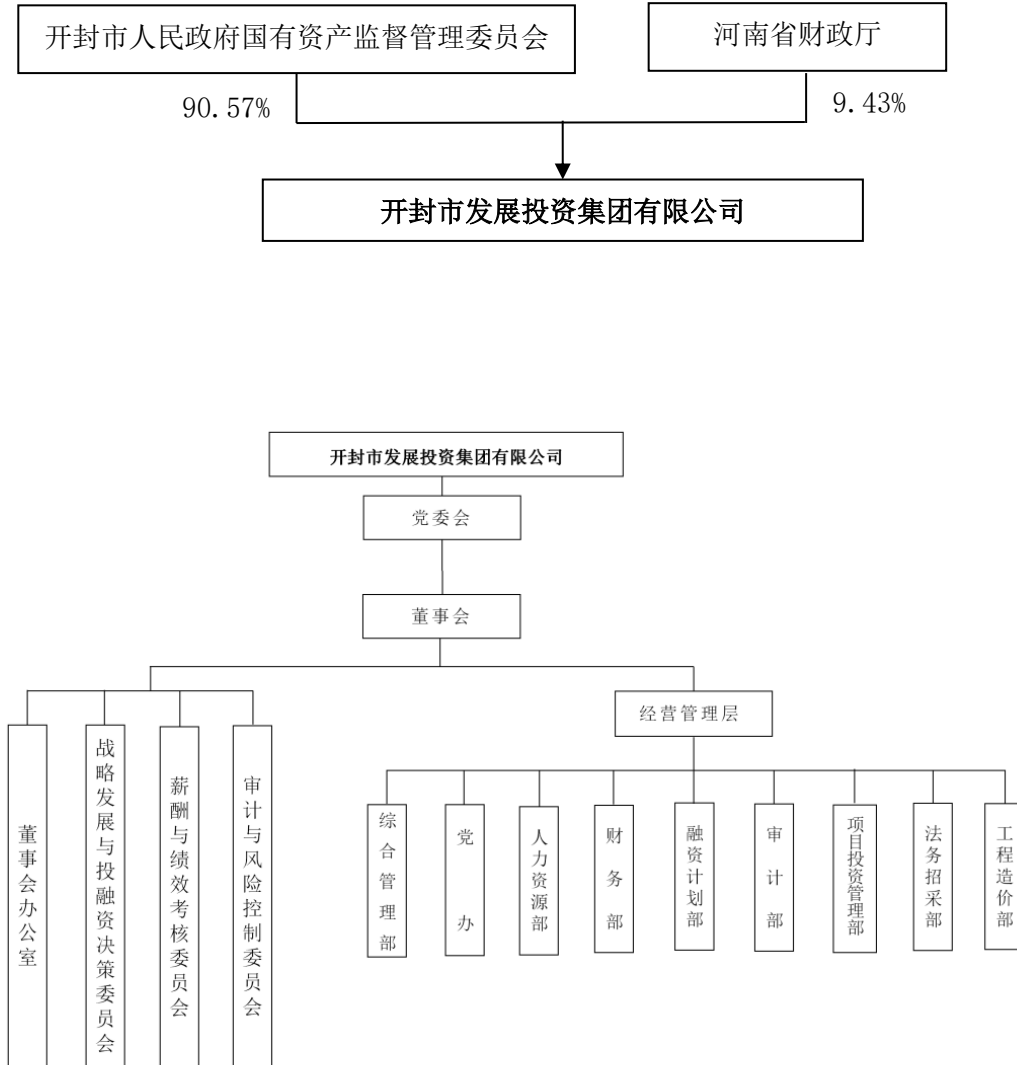 开封市人民政府国有资产监督管理委员会
河南省财政厅
90.57%
9.43%
开封市发展投资集团有限公司
开封市发展投资集团有限公司
党委会
董事会
经营管理层
董事会办公室
战略发展与投融资决策委员会
薪酬与绩效考核委员会
审计与风险控制委员会
综合管理部
党办
人力资源部
财务部
融资计划部
审计部
项目投资管理部
法务招采部
工程造价部